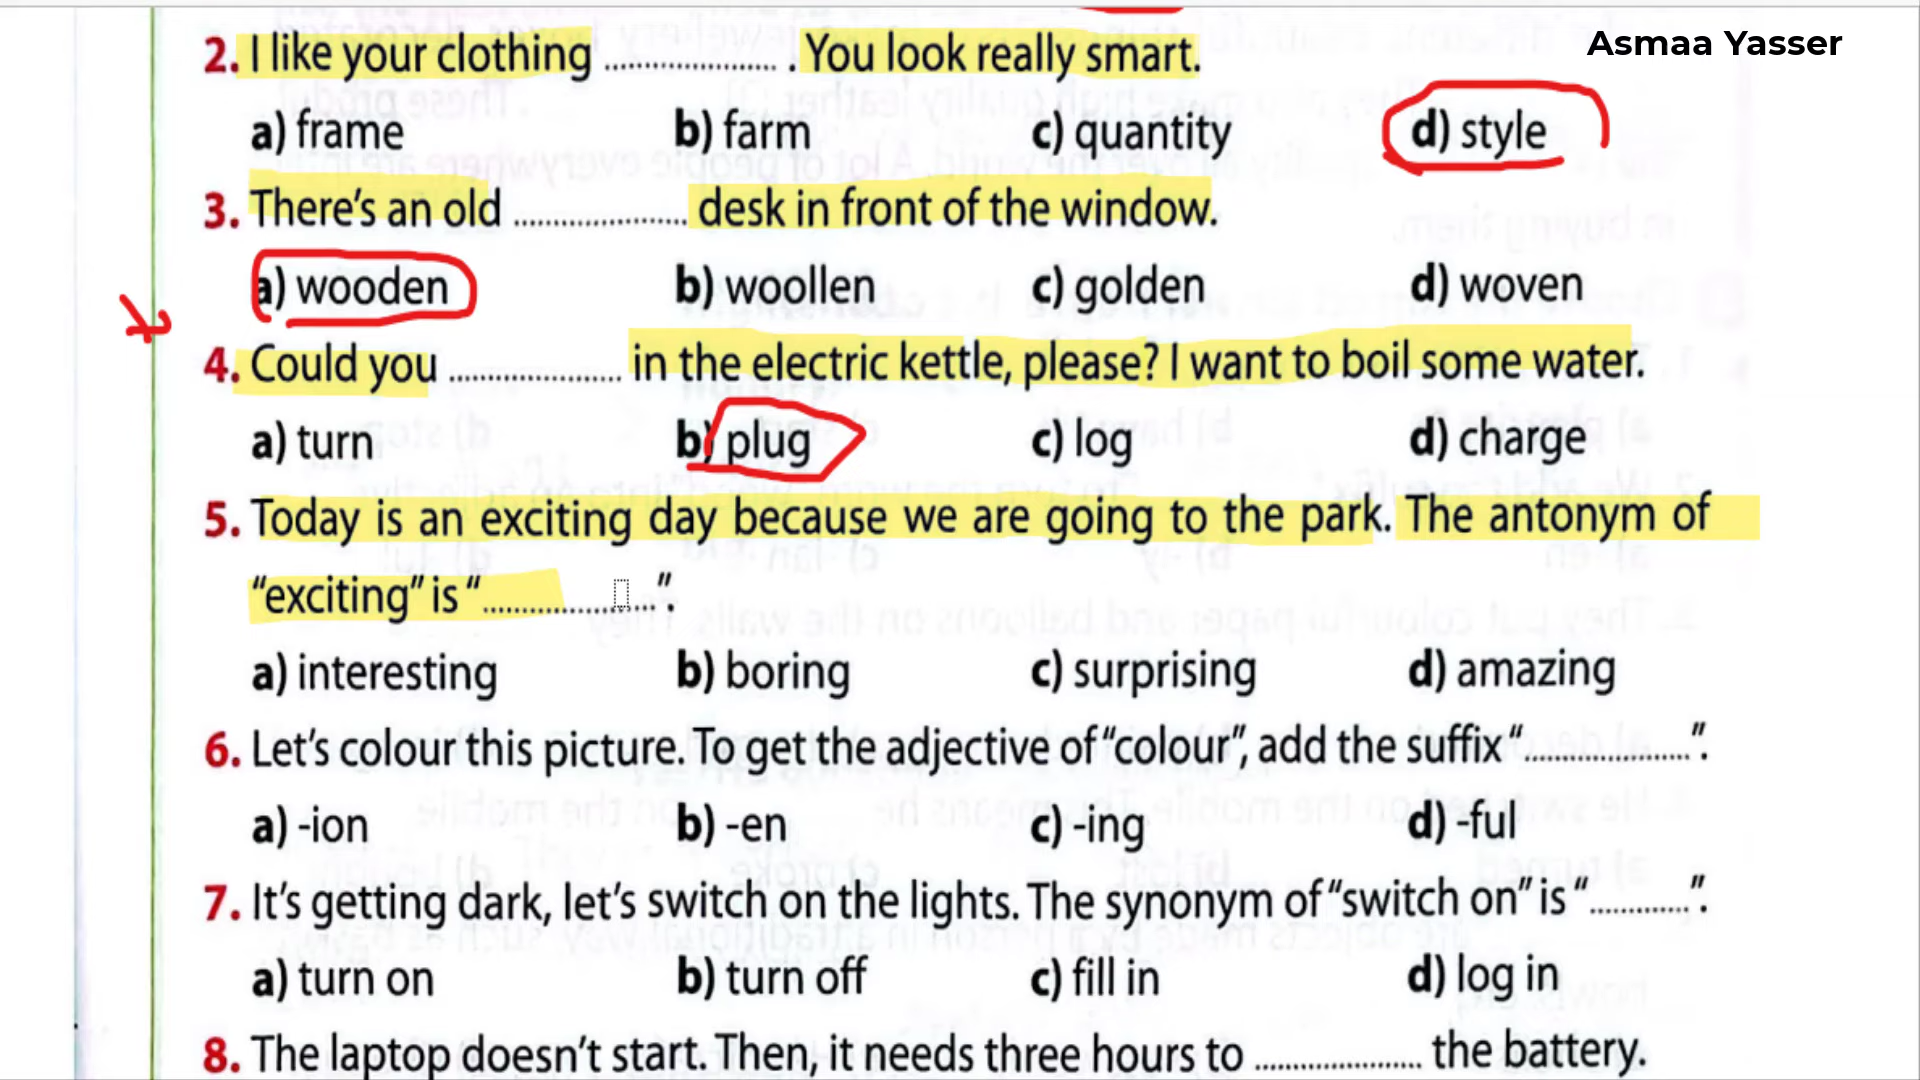 Asmaa Yasser
2. I like your clothing .................... . You look really smart.
a) frame b) farm c) quantity d) style
3. There's an old .................... desk in front of the window.
a) wooden b) woollen c) golden d) woven
4. Could you .................... in the electric kettle, please? I want to boil some water.
a) turn b) plug c) log d) charge
5. Today is an exciting day because we are going to the park. The antonym of
“exciting” is “....................”.
a) interesting b) boring c) surprising d) amazing
6. Let's colour this picture. To get the adjective of “colour”, add the suffix “....................”.
a) -ion b) -en c) -ing d) -ful
7. It's getting dark, let's switch on the lights. The synonym of “switch on” is “............”.
a) turn on b) turn off c) fill in d) log in
8. The laptop doesn't start. Then, it needs three hours to .................... the battery.